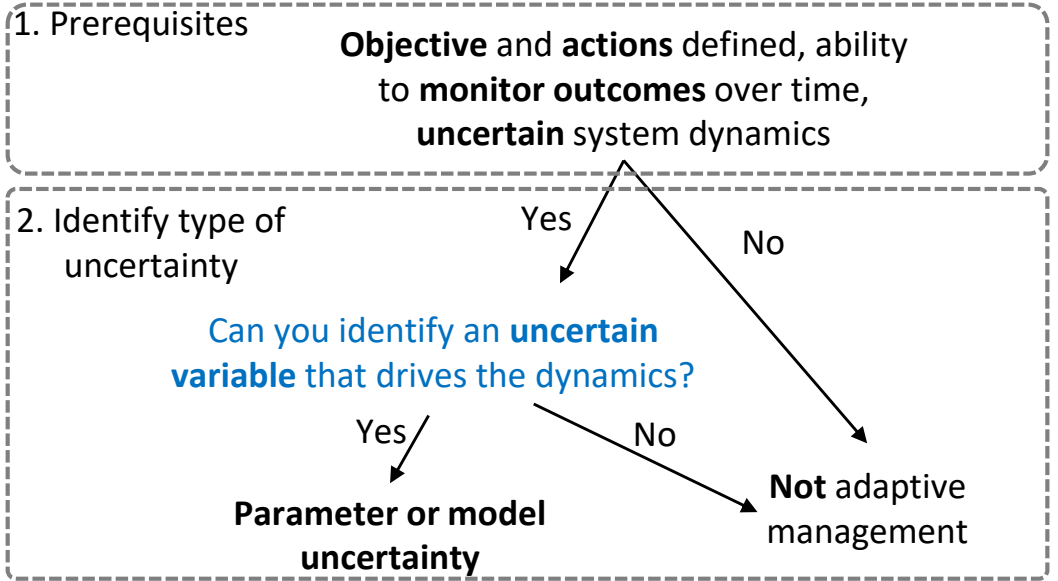 1. Prerequisites
Objective and actions defined, ability
to monitor outcomes over time,
uncertain system dynamics
2. Identify type of
uncertainty
Yes
No
Can you identify an uncertain
variable that drives the dynamics?
Yes
No
Parameter or model
uncertainty
Not adaptive
management